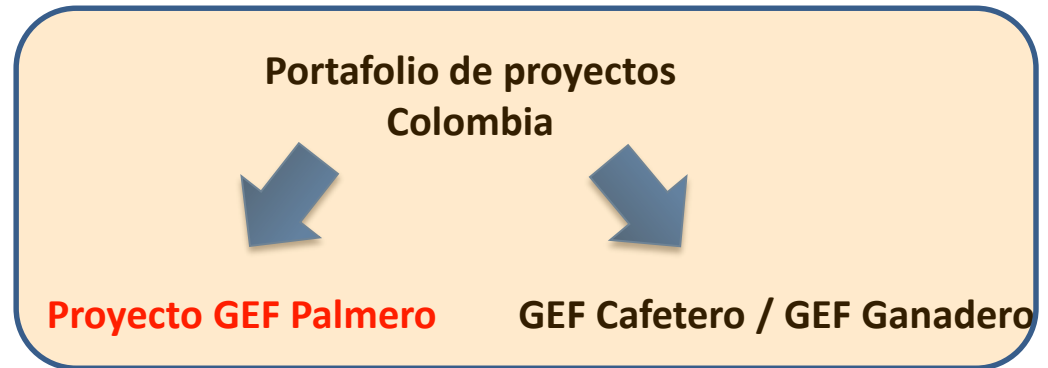 Portafolio de proyectos
Colombia
Proyecto GEF Palmero
GEF Cafetero / GEF Ganadero